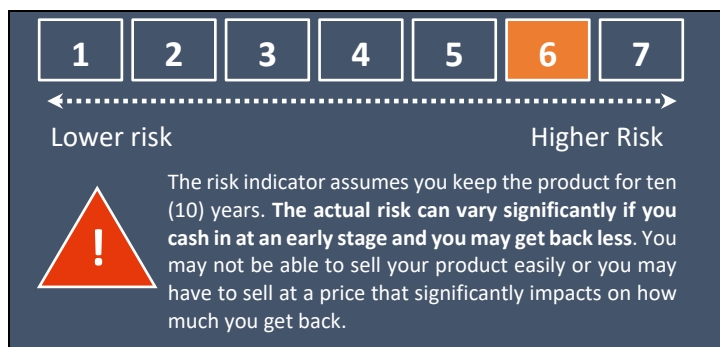 1 2 3 4 5 6 7
Lower risk Higher Risk
!
The risk indicator assumes you keep the product for ten
(10) years. The actual risk can vary significantly if you
cash in at an early stage and you may get back less. You
may not be able to sell your product easily or you may
have to sell at a price that significantly impacts on how
much you get back.